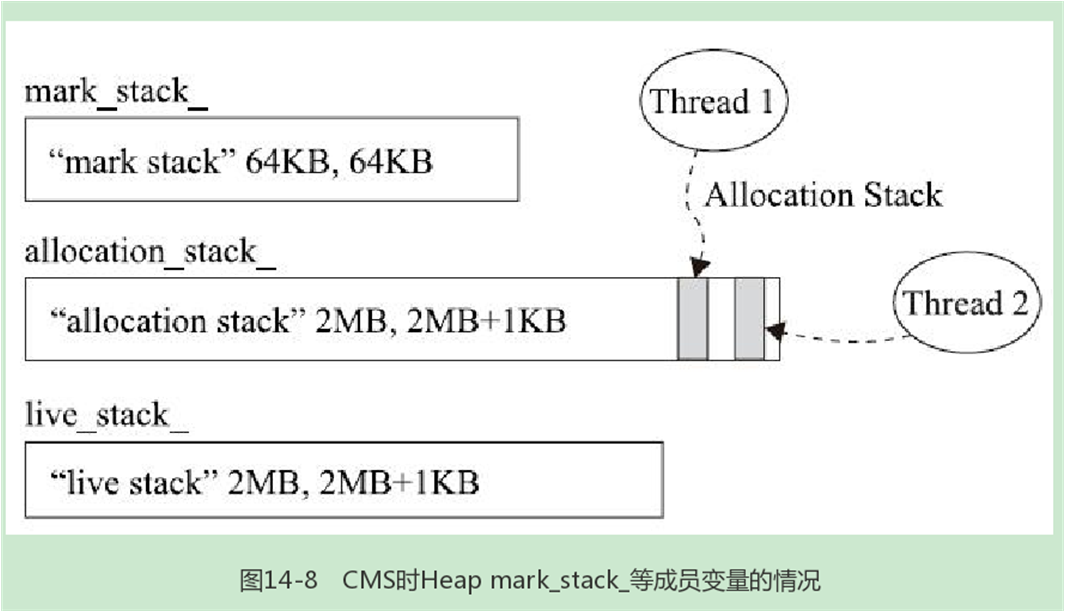 mark_stack_
“mark stack” 64KB, 64KB
Thread 1
Allocation Stack
allocation_stack_
“allocation stack” 2MB, 2MB+1KB
Thread 2
live_stack_
“live stack” 2MB, 2MB+1KB
图14-8 CMS时Heap mark_stack_等成员变量的情况